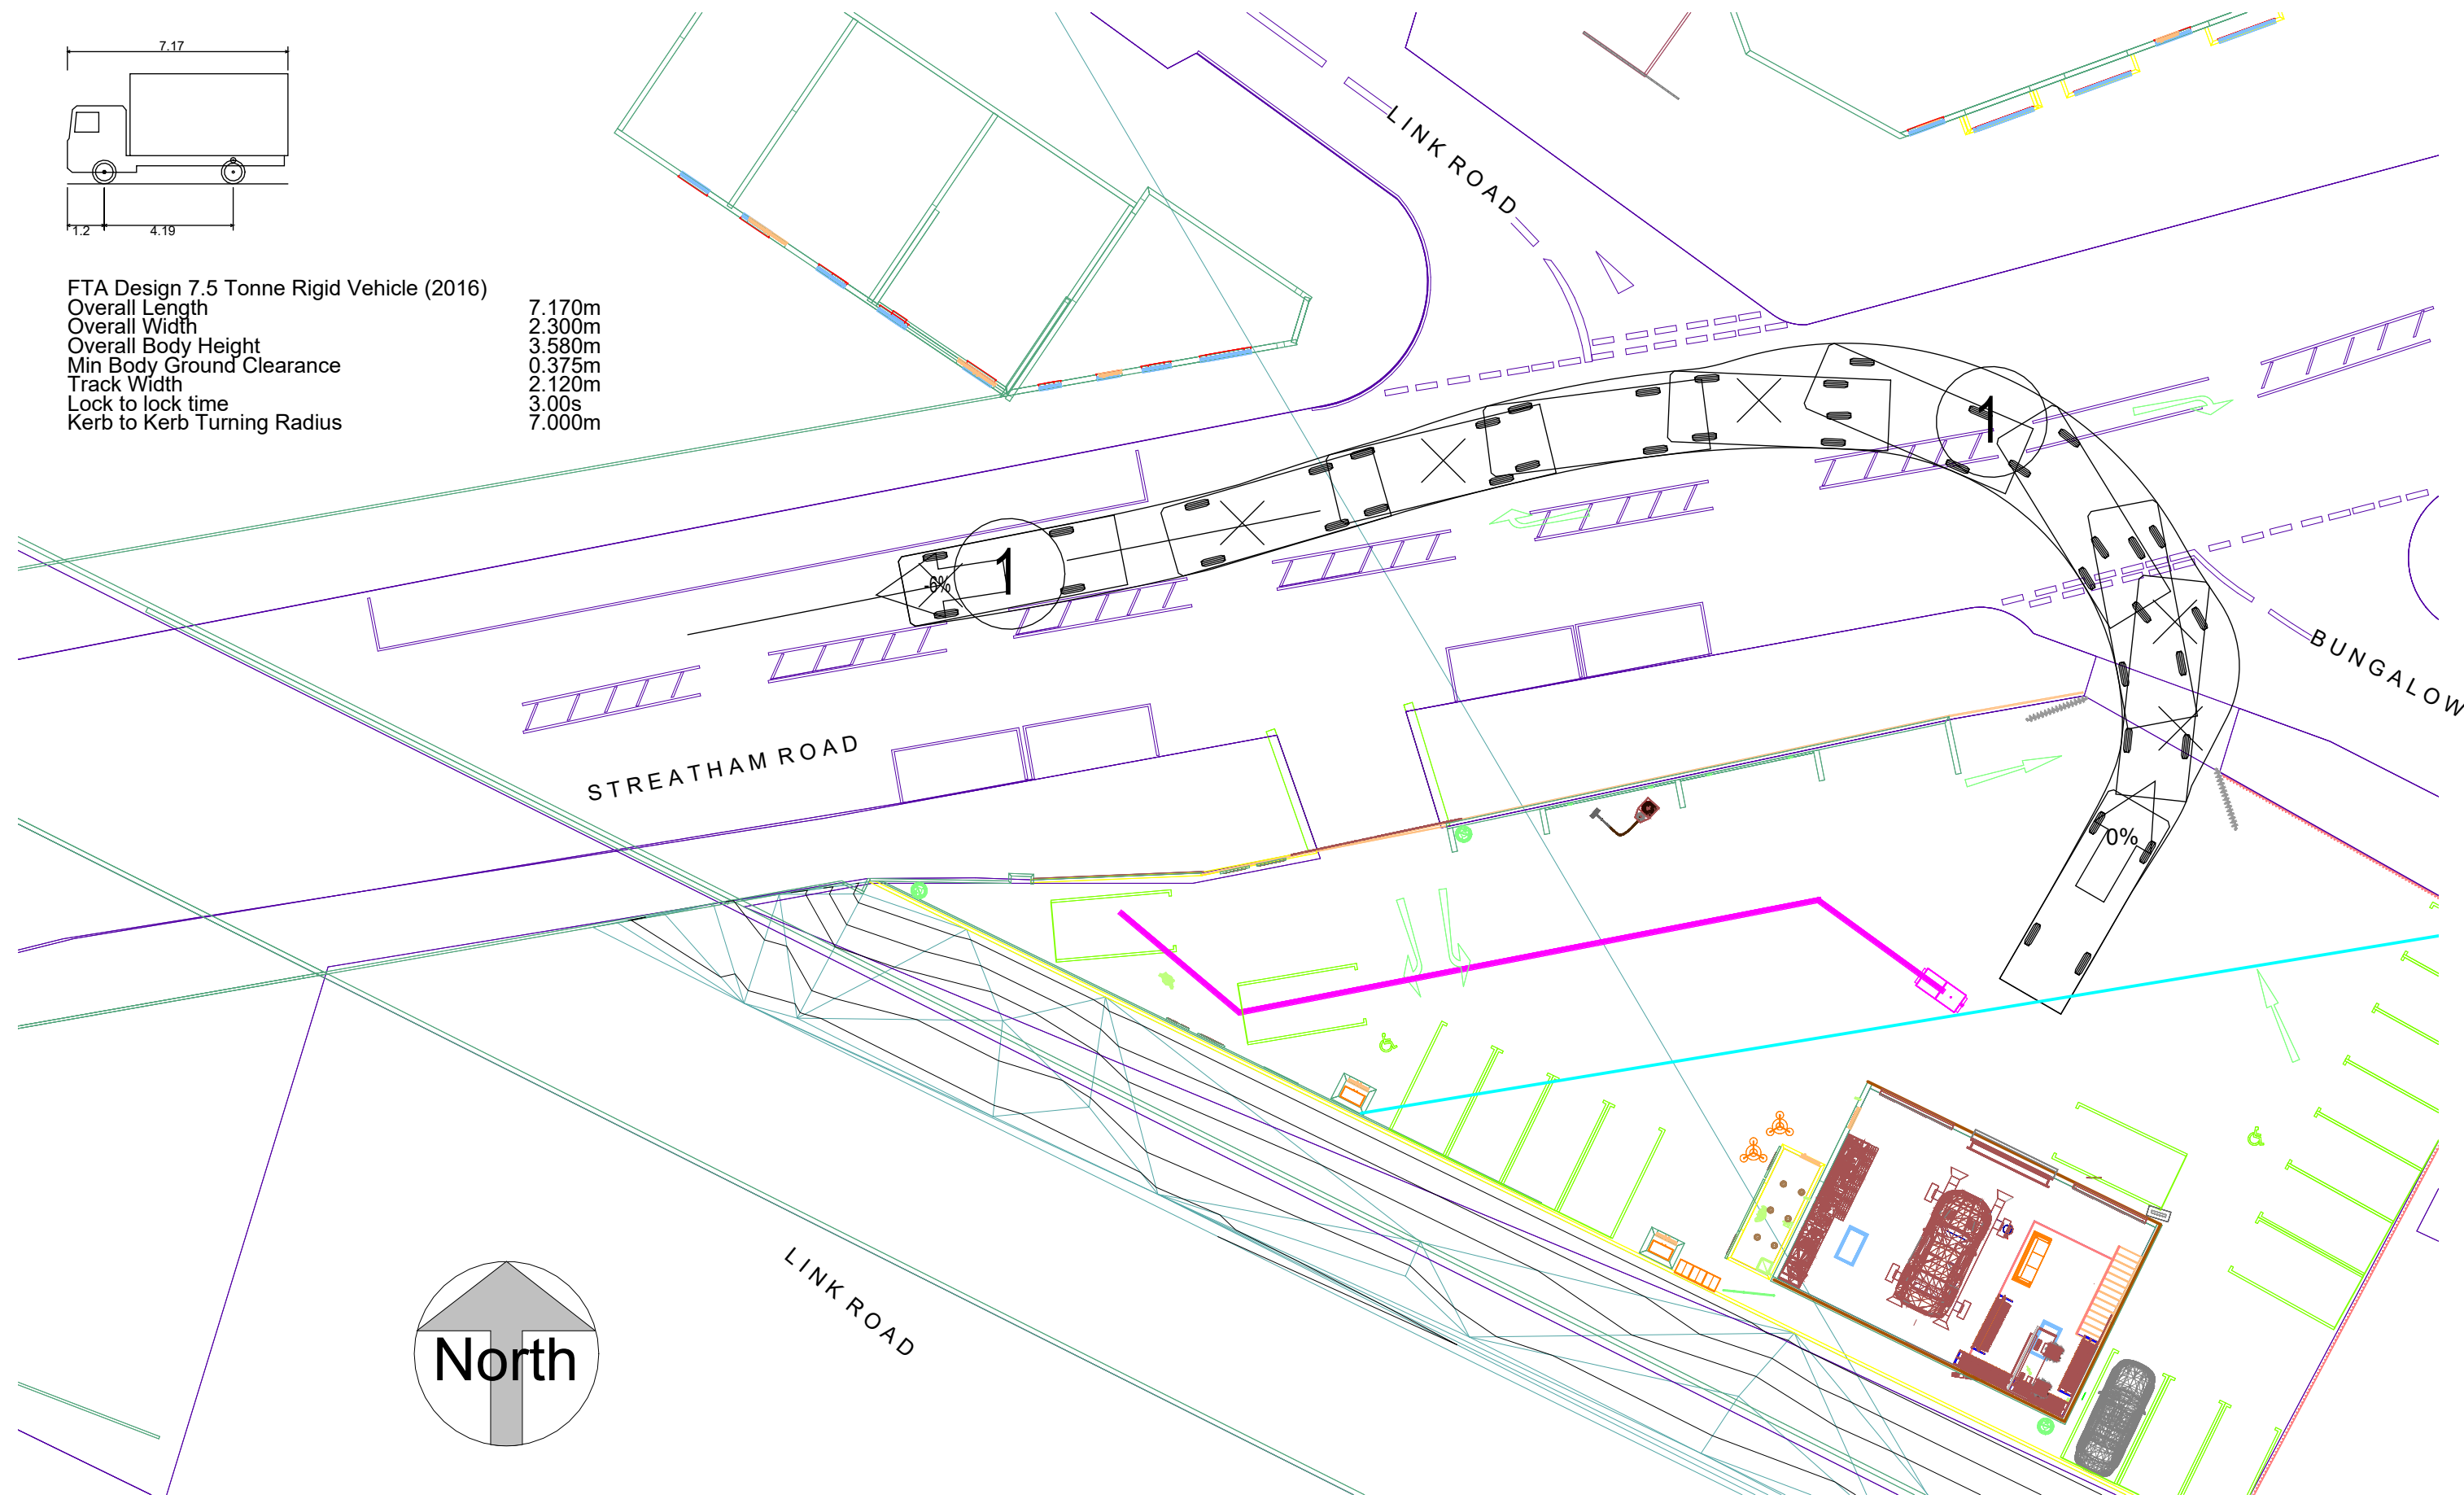 7.17
1.2 4.19
FTA Design 7.5 Tonne Rigid Vehicle (2016)
Overall Length 7.170m
Overall Width 2.300m
Overall Body Height 3.580m
Min Body Ground Clearance 0.375m
Track Width 2.120m
Lock to lock time 3.00s
Kerb to Kerb Turning Radius 7.000m
LINK ROAD
1
1
-6%
BUNGALOW
STREATHAM ROAD
0%
LINK ROAD
North